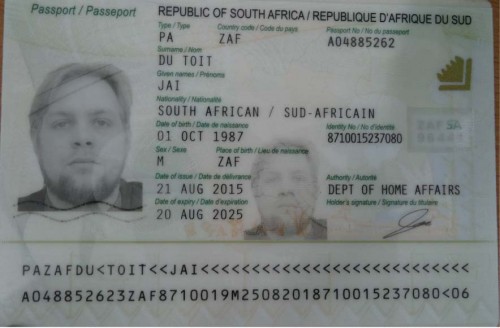 Passport / Passeport
REPUBLIC OF SOUTH AFRICA / REPUBLIQUE D'AFRIQUE DU SUD
Type / Type Country code / Code du pays Passport No / No du passeport
PA ZAF A04885262
Surname / Nom
DU TOIT
Given names / Prénoms
JAI
Nationality / Nationalité
SOUTH AFRICAN / SUD-AFRICAIN
Date of birth / Date de naissance Identity No / No d'identité
01 OCT 1987 8710015237080
Sex / Sexe Place of birth / Lieu de naissance
M ZAF
Date of issue / Date de délivrance Authority / Autorité
21 AUG 2015 DEPT OF HOME AFFAIRS
Date of expiry / Date d'expiration Holder's signature / Signature du titulaire
20 AUG 2025
PAZAFDU<TOIT<<JAI<<<<<<<<<<<<<<<<<<<<<<<<<<<
A048852623ZAF8710019M25082018710015237080<06